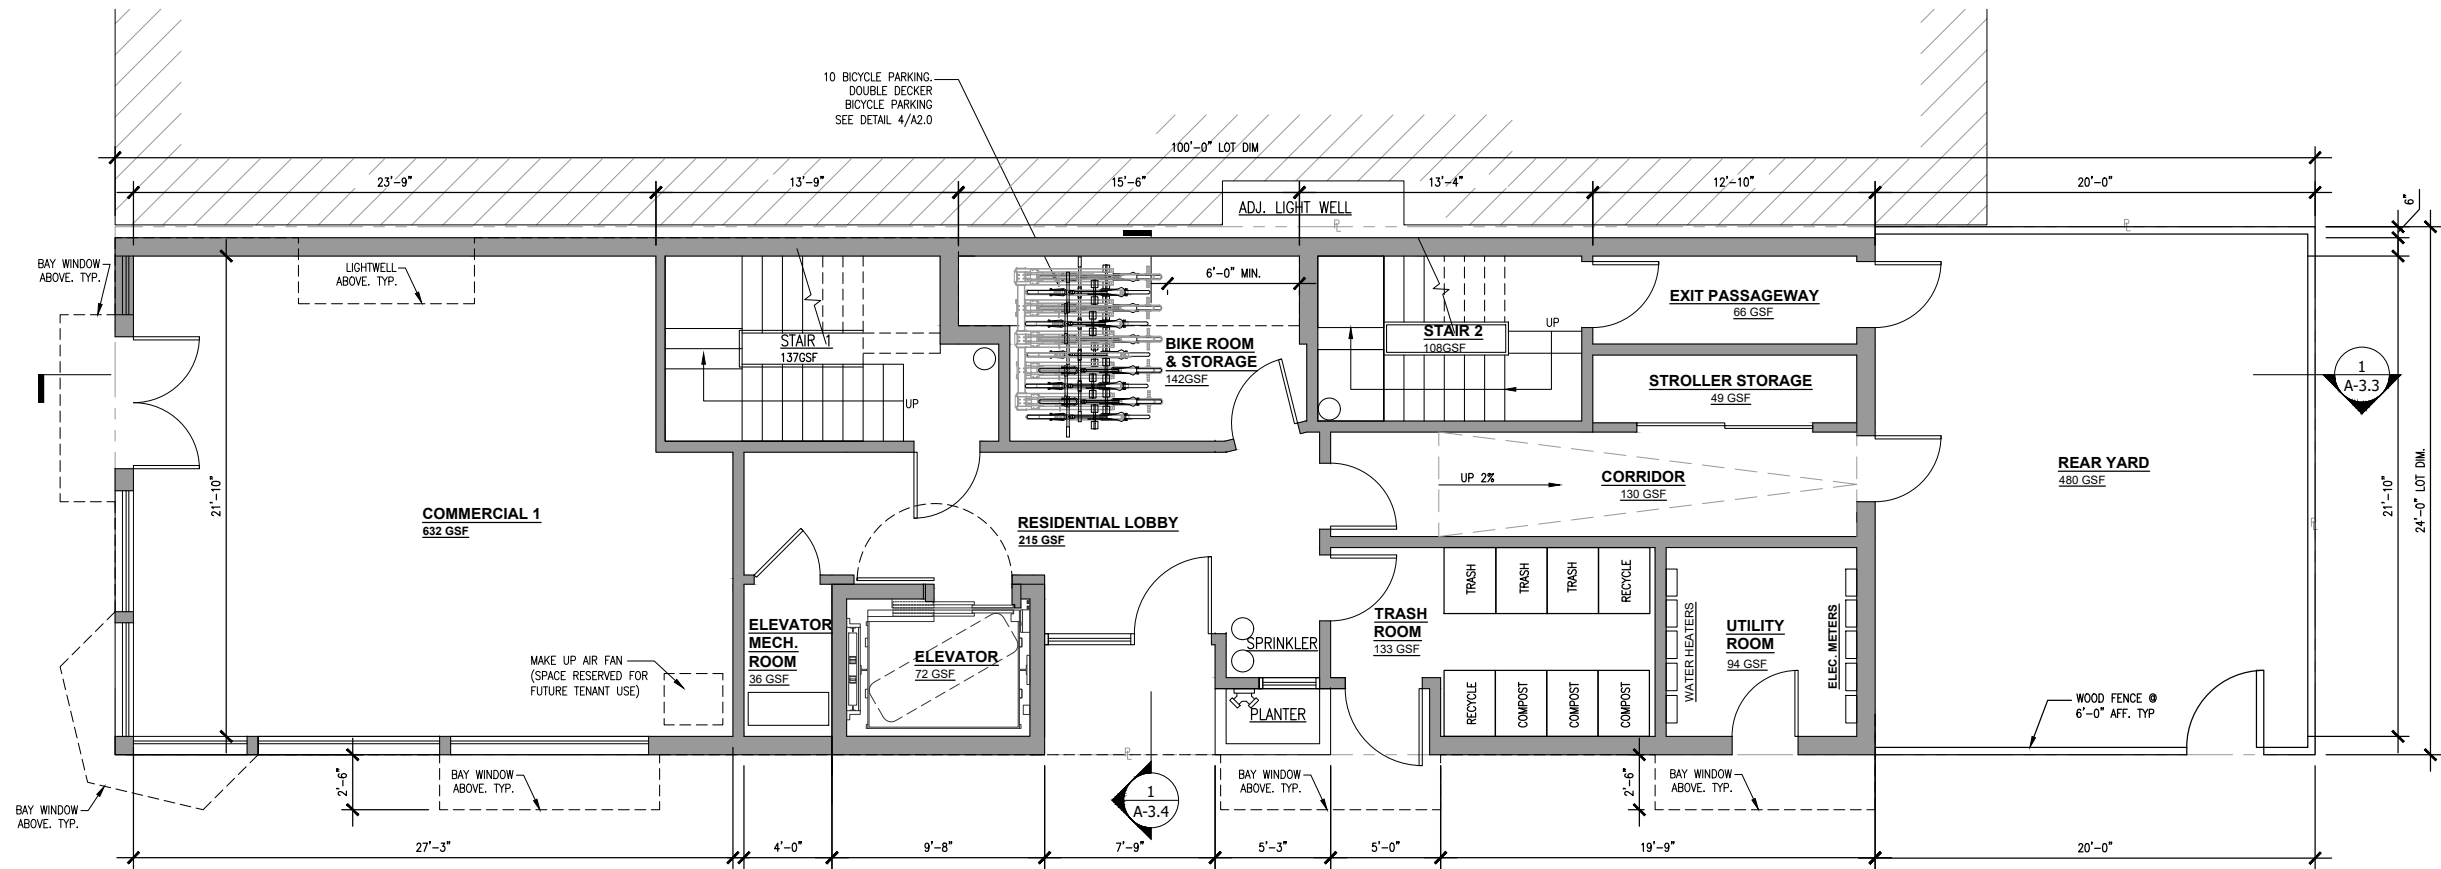 10 BICYCLE PARKING.
DOUBLE DECKER
BICYCLE PARKING
SEE DETAIL 4/A2.0
100'-0" LOT DIM
23'-9"
13'-9"
15'-6"
13'-4"
12'-10"
20'-0"
6"
ADJ. LIGHT WELL
PL
PL
BAY WINDOW
ABOVE. TYP.
LIGHTWELL
ABOVE. TYP.
6'-0" MIN.
EXIT PASSAGEWAY
66 GSF
STAIR 1
137GSF
UP
BIKE ROOM
& STORAGE
142GSF
STAIR 2
108GSF
UP
STROLLER STORAGE
49 GSF
1
A-3.3
21'-10"
COMMERCIAL 1
632 GSF
RESIDENTIAL LOBBY
215 GSF
UP 2%
CORRIDOR
130 GSF
REAR YARD
480 GSF
21'-10"
24'-0" LOT DIM.
PL
TRASH
TRASH
TRASH
RECYCLE
ELEVATOR
MECH.
ROOM
36 GSF
ELEVATOR
72 GSF
SPRINKLER
TRASH
ROOM
133 GSF
WATER HEATERS
UTILITY
ROOM
94 GSF
ELEC. METERS
MAKE UP AIR FAN
(SPACE RESERVED FOR
FUTURE TENANT USE)
PLANTER
RECYCLE
COMPOST
COMPOST
COMPOST
WOOD FENCE @
6'-0" AFF. TYP
PL
BAY WINDOW
ABOVE. TYP.
2'-6"
BAY WINDOW
ABOVE. TYP.
1
A-3.4
BAY WINDOW
ABOVE. TYP.
2'-6"
BAY WINDOW
ABOVE. TYP.
27'-3"
4'-0"
9'-8"
7'-9"
5'-3"
5'-0"
19'-9"
20'-0"